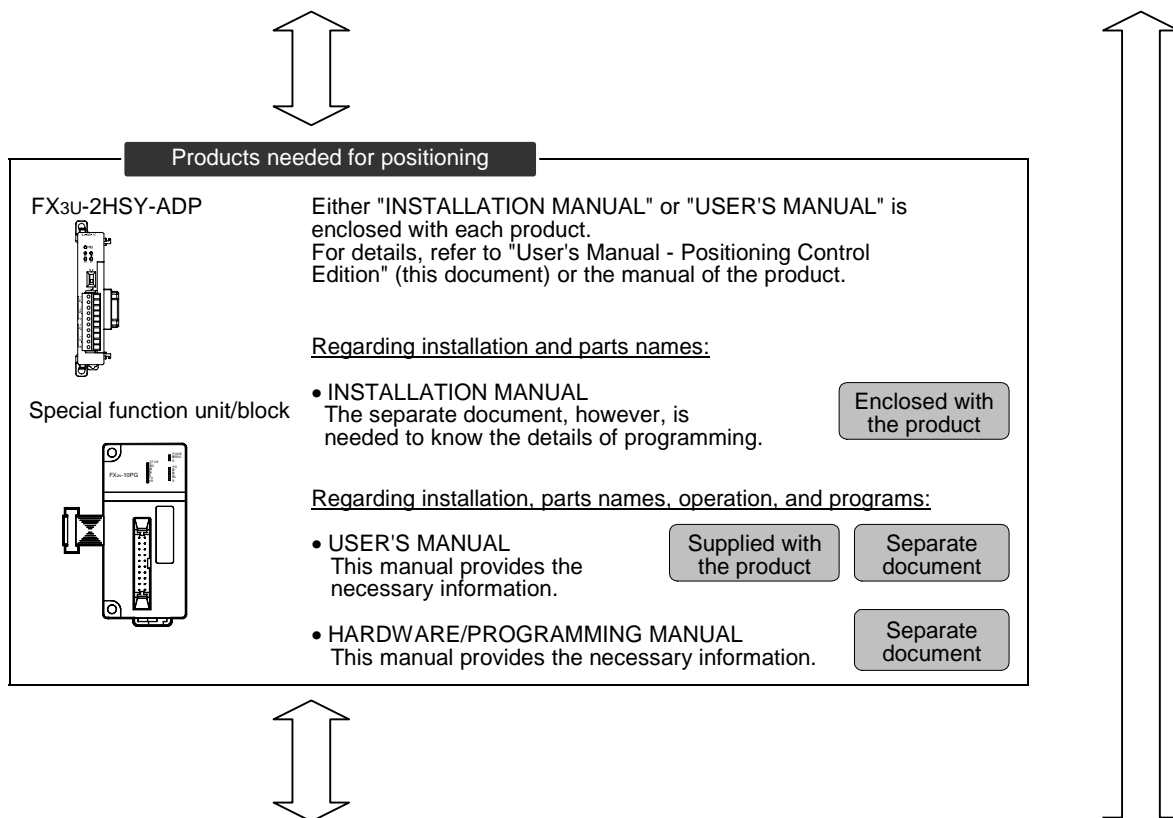 Products needed for positioning
FX3U-2HSY-ADP
Either "INSTALLATION MANUAL" or "USER'S MANUAL" is
enclosed with each product.
For details, refer to "User's Manual - Positioning Control
Edition" (this document) or the manual of the product.
Regarding installation and parts names:
• INSTALLATION MANUAL
The separate document, however, is
needed to know the details of programming.
Enclosed with
the product
Special function unit/block
FX2N-10PG
Regarding installation, parts names, operation, and programs:
• USER'S MANUAL
This manual provides the
necessary information.
Supplied with
the product
Separate
document
• HARDWARE/PROGRAMMING MANUAL
This manual provides the necessary information.
Separate
document